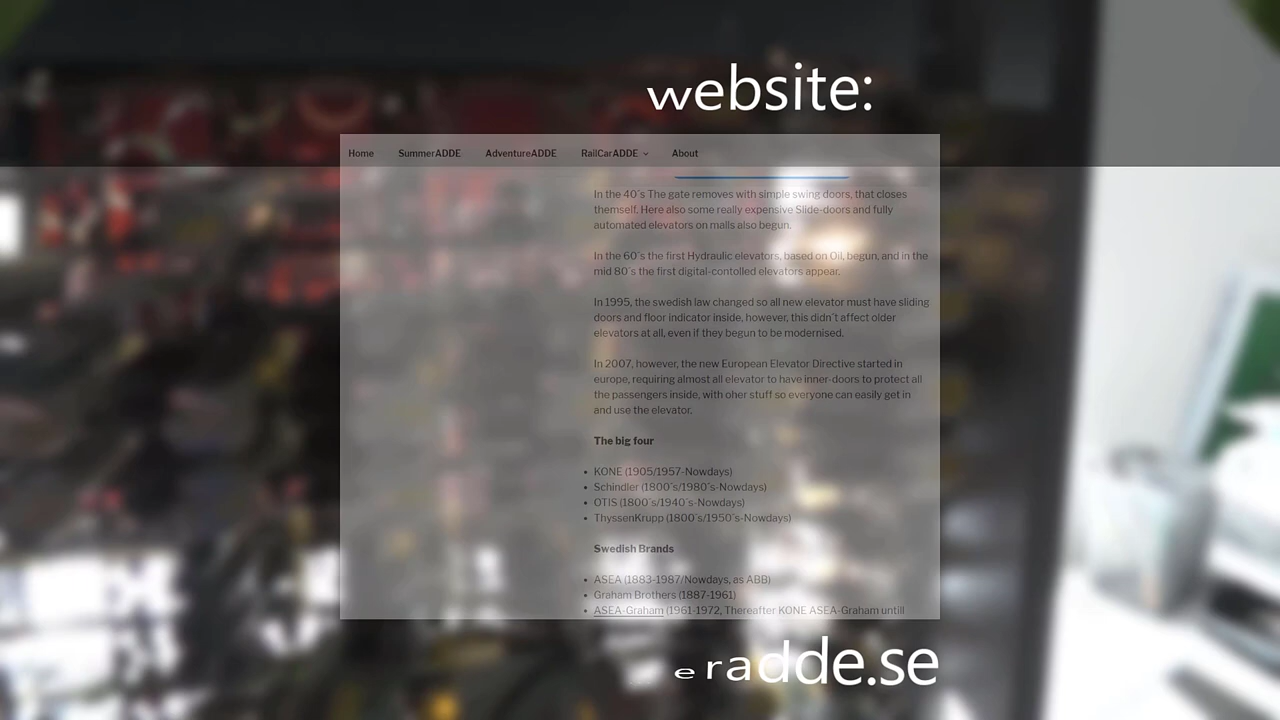 website:
Home SummerADDE AdventureADDE RailCarADDE About
In the 40´s The gate removes with simple swing doors, that closes
themself. Here also some really expensive Slide-doors and fully
automated elevators on malls also begun.
In the 60´s the first Hydraulic elevators, based on Oil, begun, and in the
mid 80´s the first digital-contolled elevators appear.
In 1995, the swedish law changed so all new elevator must have sliding
doors and floor indicator inside, however, this didn´t affect older
elevators at all, even if they begun to be modernised.
In 2007, however, the new European Elevator Directive started in
europe, requiring almost all elevator to have inner-doors to protect all
the passengers inside, with oher stuff so everyone can easily get in
and use the elevator.
The big four
• KONE (1905/1957-Nowdays)
• Schindler (1800´s/1980´s-Nowdays)
• OTIS (1800´s/1940´s-Nowdays)
• ThyssenKrupp (1800´s/1950´s-Nowdays)
Swedish Brands
• ASEA (1883-1987/Nowdays, as ABB)
• Graham Brothers (1887-1961)
• ASEA-Graham (1961-1972, Thereafter KONE ASEA-Graham untill
eradde.se